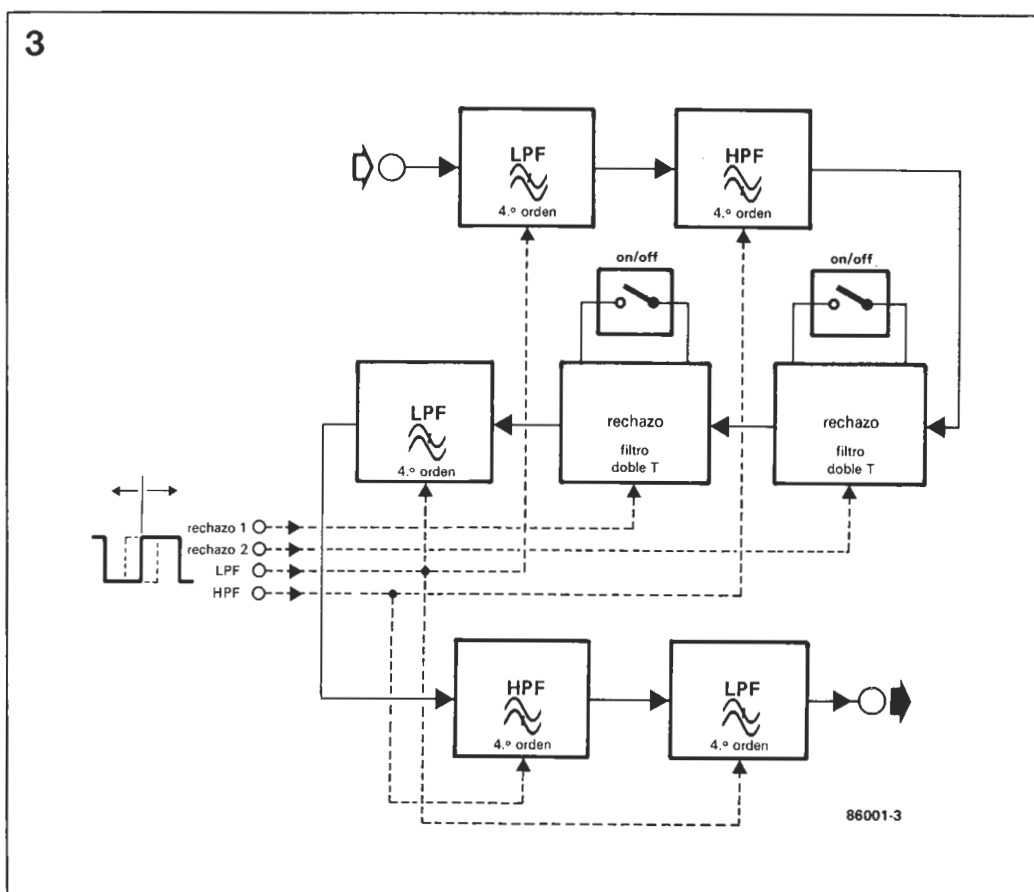 3
LPF
4.º orden
HPF
4.º orden
on/off
on/off
LPF
4.º orden
rechazo
filtro
doble T
rechazo
filtro
doble T
rechazo 1
rechazo 2
LPF
HPF
HPF
4.º orden
LPF
4.º orden
86001-3